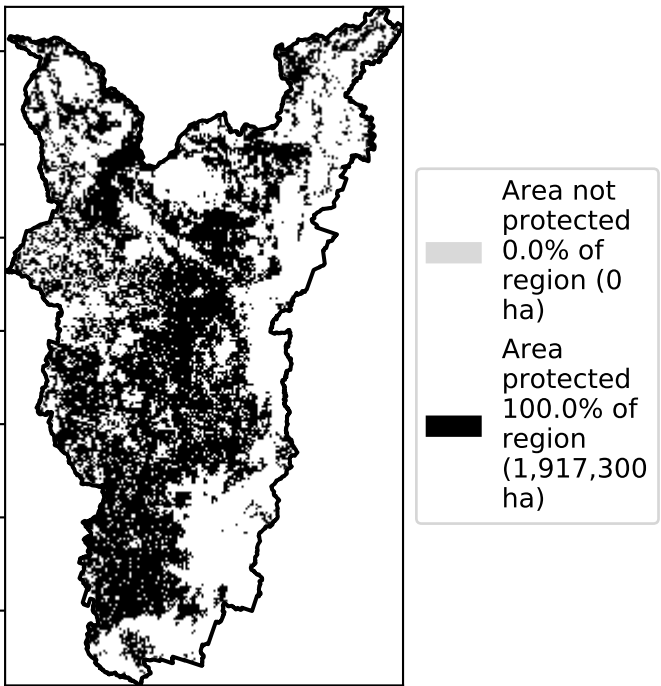 Area not
protected
0.0% of
region (0
ha)
Area
protected
100.0% of
region
(1,917,300
ha)